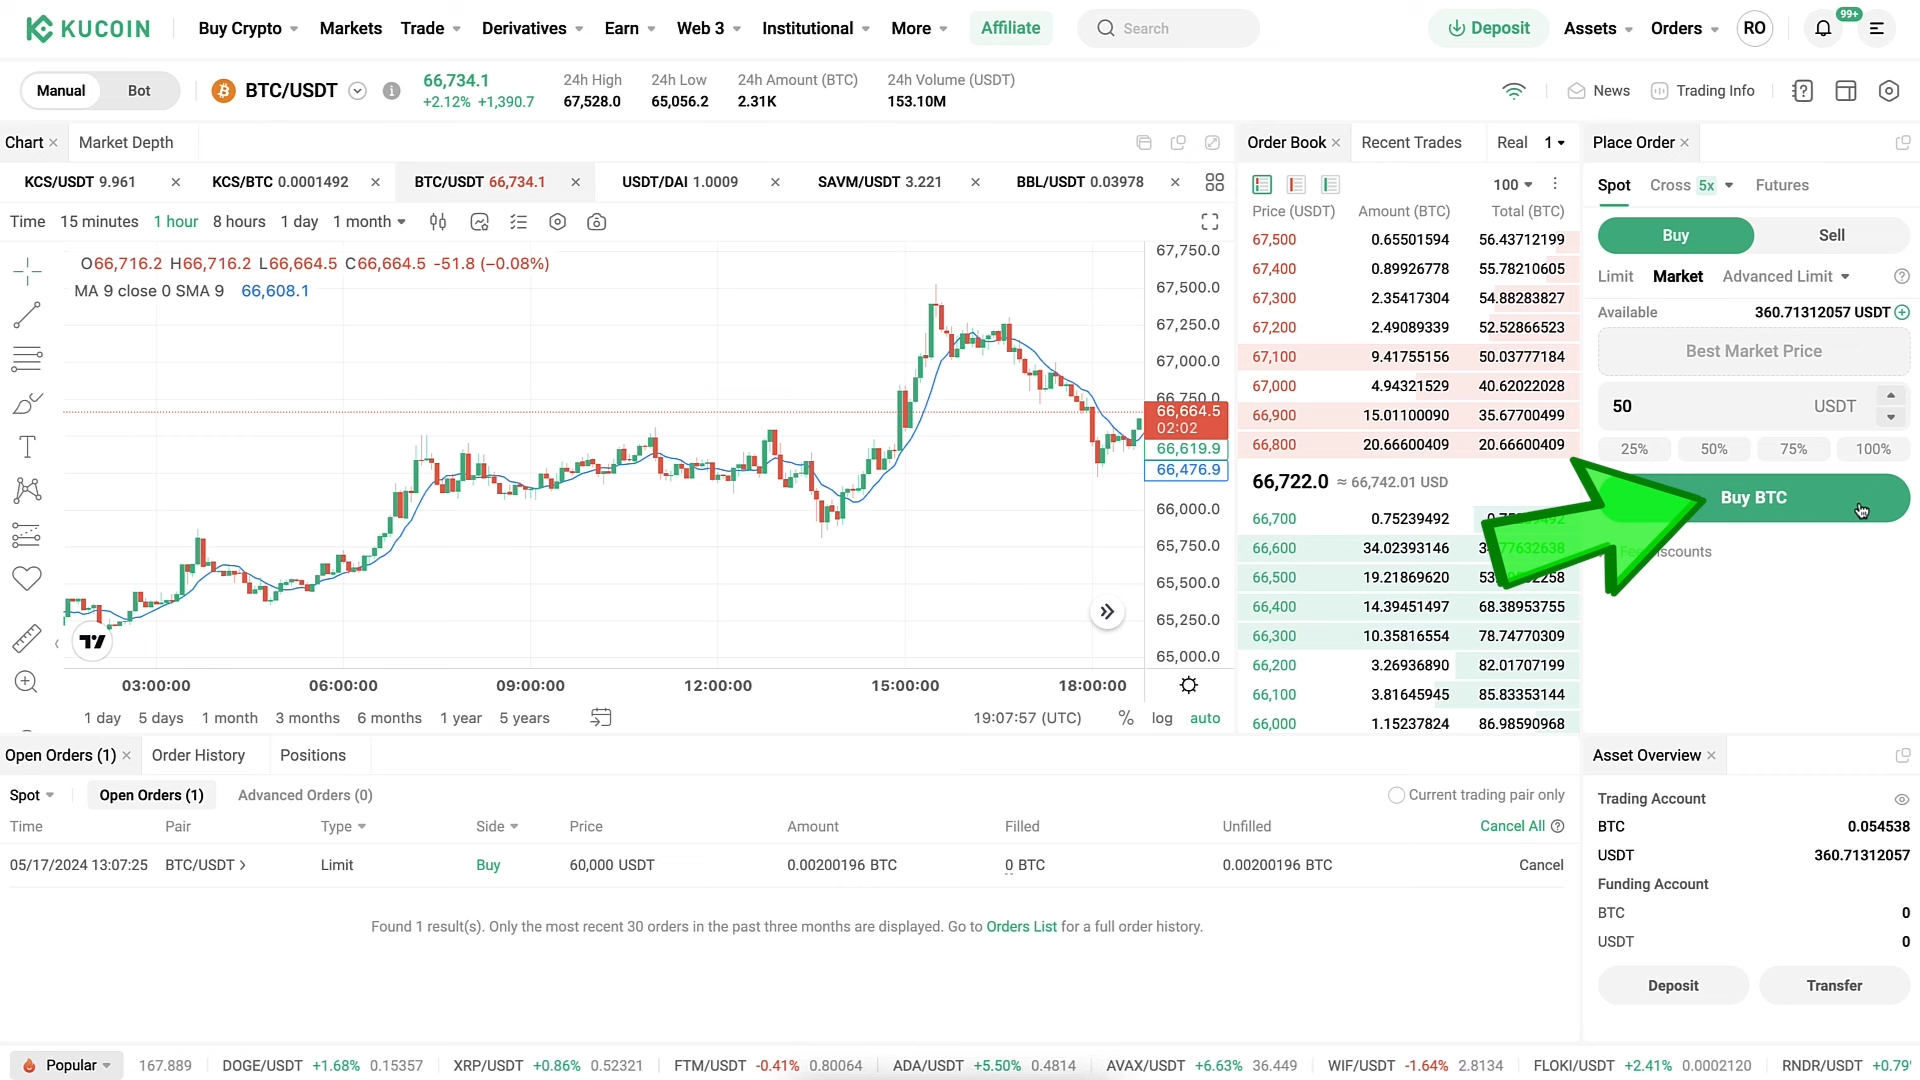 KUCOIN Buy Crypto Markets Trade Derivatives Earn Web 3 Institutional More Affiliate Search Deposit Assets Orders RO 99+
Manual Bot BTC/USDT 66,734.1 24h High 24h Low 24h Amount (BTC) 24h Volume (USDT) News Trading Info
+2.12% +1,390.7 67,528.0 65,056.2 2.31K 153.10M
Chart Market Depth
KCS/USDT 9.961 KCS/BTC 0.0001492 BTC/USDT 66,734.1 USDT/DAI 1.0009 SAVM/USDT 3.221 BBL/USDT 0.03978
Time 15 minutes 1 hour 8 hours 1 day 1 month
O66,716.2 H66,716.2 L66,664.5 C66,664.5 -51.8 (−0.08%)
MA 9 close 0 SMA 9 66,608.1
67,750.0
67,500.0
67,250.0
67,000.0
66,750.0
66,664.5
02:02
66,619.9
66,476.9
66,000.0
65,750.0
65,500.0
65,250.0
65,000.0
03:00:00 06:00:00 09:00:00 12:00:00 15:00:00 18:00:00
1 day 5 days 1 month 3 months 6 months 1 year 5 years 19:07:57 (UTC) % log auto
Order Book Recent Trades Real 1
100
Price (USDT) Amount (BTC) Total (BTC)
67,500 0.65501594 56.43712199
67,400 0.89926778 55.78210605
67,300 2.35417304 54.88283827
67,200 2.49089339 52.52866523
67,100 9.41755156 50.03777184
67,000 4.94321529 40.62022028
66,900 15.01100090 35.67700499
66,800 20.66600409 20.66600409
66,722.0 ≈ 66,742.01 USD
66,700 0.75239492
66,600 34.02393146
66,500 19.21869620
66,400 14.39451497 68.38953755
66,300 10.35816554 78.74770309
66,200 3.26936890 82.01707199
66,100 3.81645945 85.83353144
66,000 1.15237824 86.98590968
Place Order
Spot Cross 5x Futures
Buy Sell
Limit Market Advanced Limit
Available 360.71312057 USDT
Best Market Price
50 USDT
25% 50% 75% 100%
Buy BTC
Open Orders (1) Order History Positions
Spot Open Orders (1) Advanced Orders (0) Current trading pair only
Time Pair Type Side Price Amount Filled Unfilled Cancel All
05/17/2024 13:07:25 BTC/USDT Limit Buy 60,000 USDT 0.00200196 BTC 0 BTC 0.00200196 BTC Cancel
Found 1 result(s). Only the most recent 30 orders in the past three months are displayed. Go to Orders List for a full order history.
Asset Overview
Trading Account
BTC 0.054538
USDT 360.71312057
Funding Account
BTC 0
USDT 0
Deposit Transfer
Popular 167.889 DOGE/USDT +1.68% 0.15357 XRP/USDT +0.86% 0.52321 FTM/USDT -0.41% 0.80064 ADA/USDT +5.50% 0.4814 AVAX/USDT +6.63% 36.449 WIF/USDT -1.64% 2.8134 FLOKI/USDT +2.41% 0.0002120 RNDR/USDT +0.79